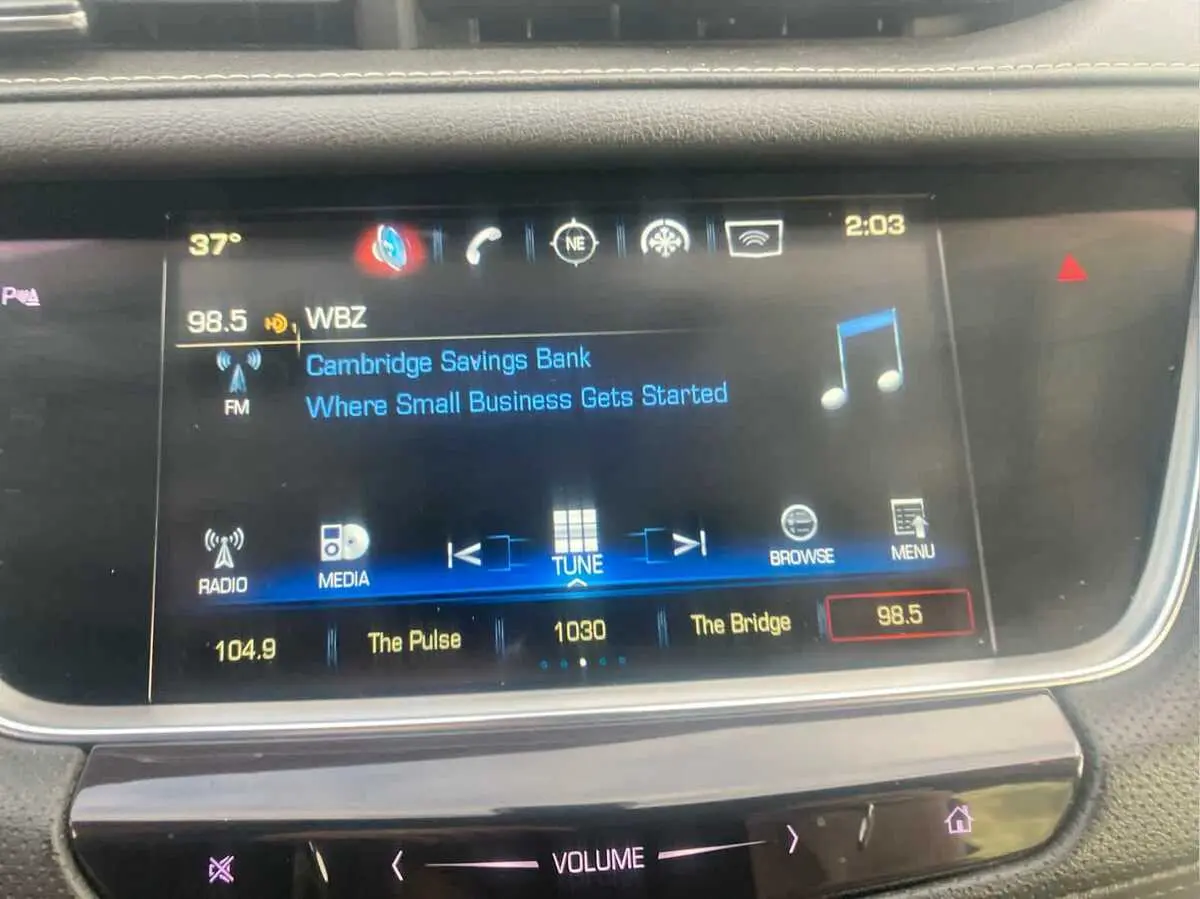 37° NE 2:03
98.5 HD WBZ
Cambridge Savings Bank
FM
Where Small Business Gets Started
RADIO MEDIA TUNE BROWSE MENU
104.9 The Pulse 1030 The Bridge 98.5
VOLUME